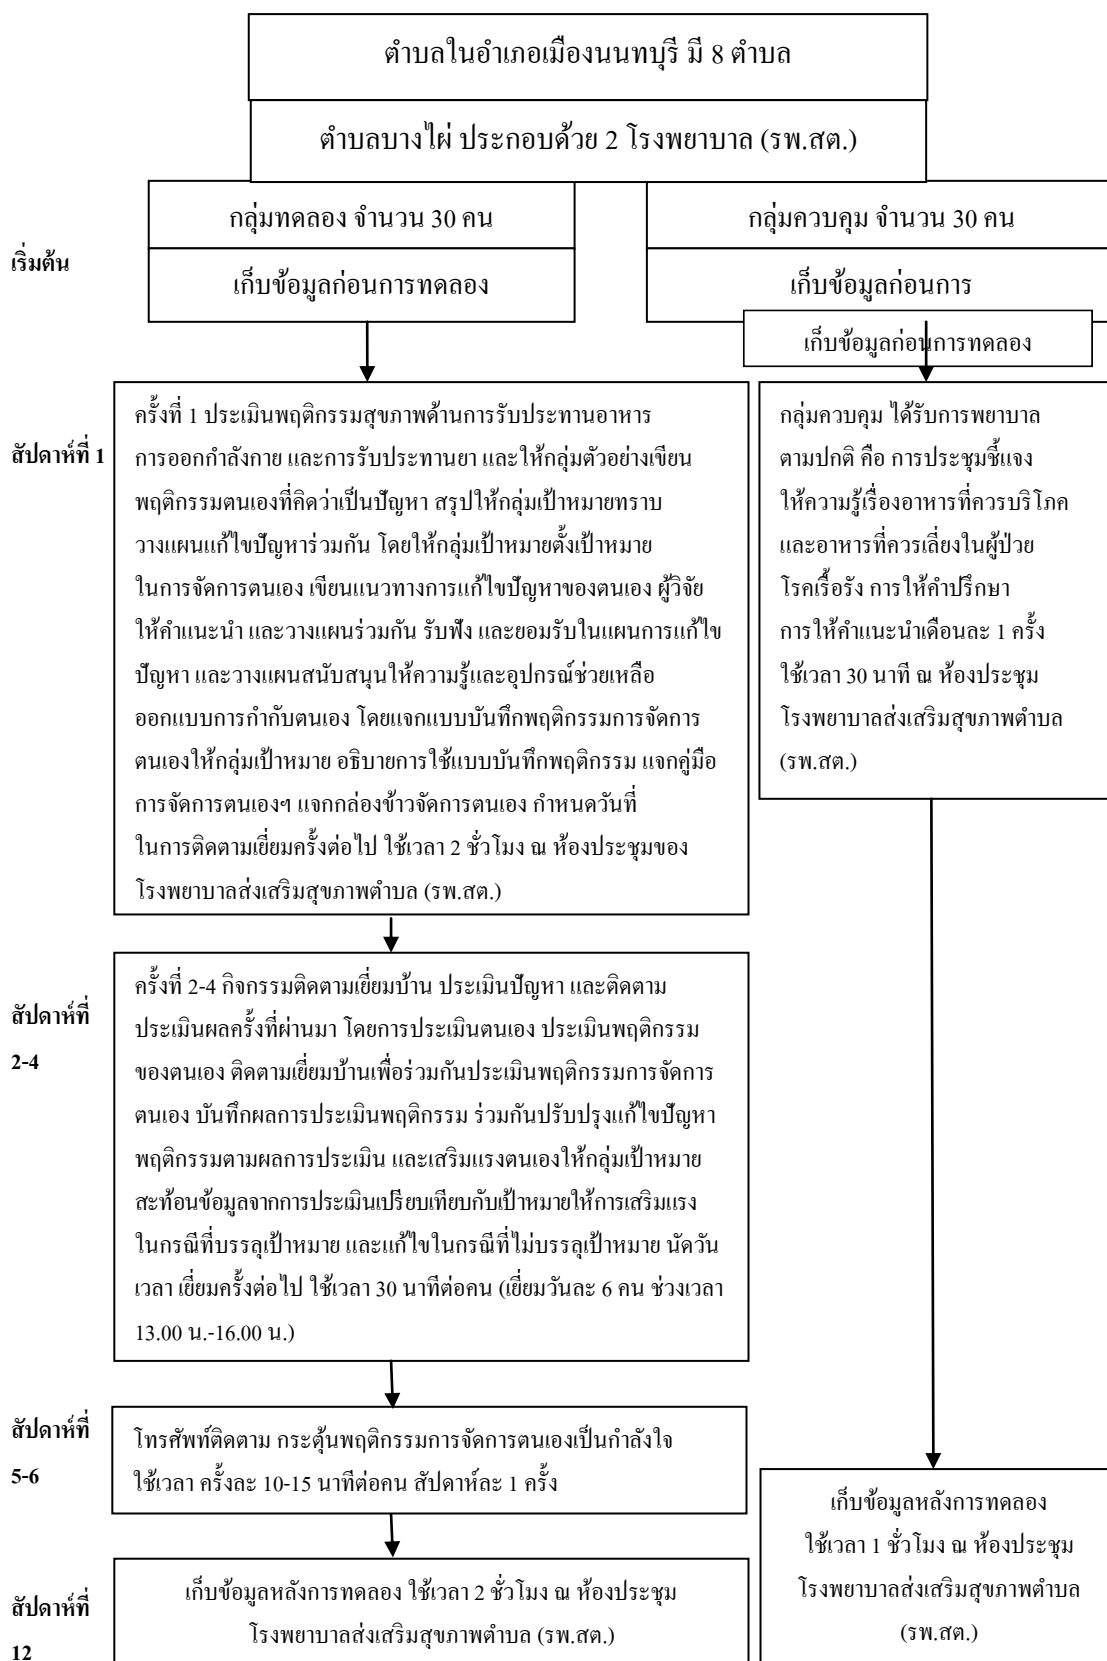 ตำบลในอำเภอเมืองนนทบุรี มี 8 ตำบล
ตำบลบางไผ่ ประกอบด้วย 2 โรงพยาบาล (รพ.สต.)
กลุ่มทดลอง จำนวน 30 คน
กลุ่มควบคุม จำนวน 30 คน
เริ่มต้น
เก็บข้อมูลก่อนการทดลอง
เก็บข้อมูลก่อนการ
เก็บข้อมูลก่อนการทดลอง
สัปดาห์ที่ 1
ครั้งที่ 1 ประเมินพฤติกรรมสุขภาพด้านการรับประทานอาหาร
การออกกำลังกาย และการรับประทานยา และให้กลุ่มตัวอย่างเขียน
พฤติกรรมตนเองที่คิดว่าเป็นปัญหา สรุปให้กลุ่มเป้าหมายทราบ
วางแผนแก้ไขปัญหาร่วมกัน โดยให้กลุ่มเป้าหมายตั้งเป้าหมาย
ในการจัดการตนเอง เขียนแนวทางการแก้ไขปัญหาของตนเอง ผู้วิจัย
ให้คำแนะนำ และวางแผนร่วมกัน รับฟัง และยอมรับในแผนการแก้ไข
ปัญหา และวางแผนสนับสนุนให้ความรู้และอุปกรณ์ช่วยเหลือ
ออกแบบการกำกับตนเอง โดยแจกแบบบันทึกพฤติกรรมการจัดการ
ตนเองให้กลุ่มเป้าหมาย อธิบายการใช้แบบบันทึกพฤติกรรม แจกคู่มือ
การจัดการตนเองฯ แจกกล่องข้าวจัดการตนเอง กำหนดวันที่
ในการติดตามเยี่ยมครั้งต่อไป ใช้เวลา 2 ชั่วโมง ณ ห้องประชุมของ
โรงพยาบาลส่งเสริมสุขภาพตำบล (รพ.สต.)
กลุ่มควบคุม ได้รับการพยาบาล
ตามปกติ คือ การประชุมชี้แจง
ให้ความรู้เรื่องอาหารที่ควรบริโภค
และอาหารที่ควรเลี่ยงในผู้ป่วย
โรคเรื้อรัง การให้คำปรึกษา
การให้คำแนะนำเดือนละ 1 ครั้ง
ใช้เวลา 30 นาที ณ ห้องประชุม
โรงพยาบาลส่งเสริมสุขภาพตำบล
(รพ.สต.)
สัปดาห์ที่
2-4
ครั้งที่ 2-4 กิจกรรมติดตามเยี่ยมบ้าน ประเมินปัญหา และติดตาม
ประเมินผลครั้งที่ผ่านมา โดยการประเมินตนเอง ประเมินพฤติกรรม
ของตนเอง ติดตามเยี่ยมบ้านเพื่อร่วมกันประเมินพฤติกรรมการจัดการ
ตนเอง บันทึกผลการประเมินพฤติกรรม ร่วมกันปรับปรุงแก้ไขปัญหา
พฤติกรรมตามผลการประเมิน และเสริมแรงตนเองให้กลุ่มเป้าหมาย
สะท้อนข้อมูลจากการประเมินเปรียบเทียบกับเป้าหมายให้การเสริมแรง
ในกรณีที่บรรลุเป้าหมาย และแก้ไขในกรณีที่ไม่บรรลุเป้าหมาย นัดวัน
เวลา เยี่ยมครั้งต่อไป ใช้เวลา 30 นาทีต่อคน (เยี่ยมวันละ 6 คน ช่วงเวลา
13.00 น.-16.00 น.)
สัปดาห์ที่
5-6
โทรศัพท์ติดตาม กระตุ้นพฤติกรรมการจัดการตนเองเป็นกำลังใจ
ใช้เวลา ครั้งละ 10-15 นาทีต่อคน สัปดาห์ละ 1 ครั้ง
สัปดาห์ที่
12
เก็บข้อมูลหลังการทดลอง ใช้เวลา 2 ชั่วโมง ณ ห้องประชุม
โรงพยาบาลส่งเสริมสุขภาพตำบล (รพ.สต.)
เก็บข้อมูลหลังการทดลอง
ใช้เวลา 1 ชั่วโมง ณ ห้องประชุม
โรงพยาบาลส่งเสริมสุขภาพตำบล
(รพ.สต.)